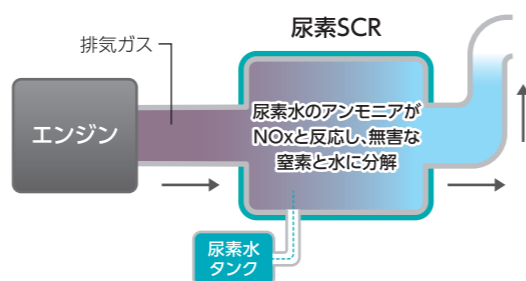 尿素SCR
排気ガス
エンジン
尿素水のアンモニアが
NOxと反応し、無害な
窒素と水に分解
尿素水
タンク